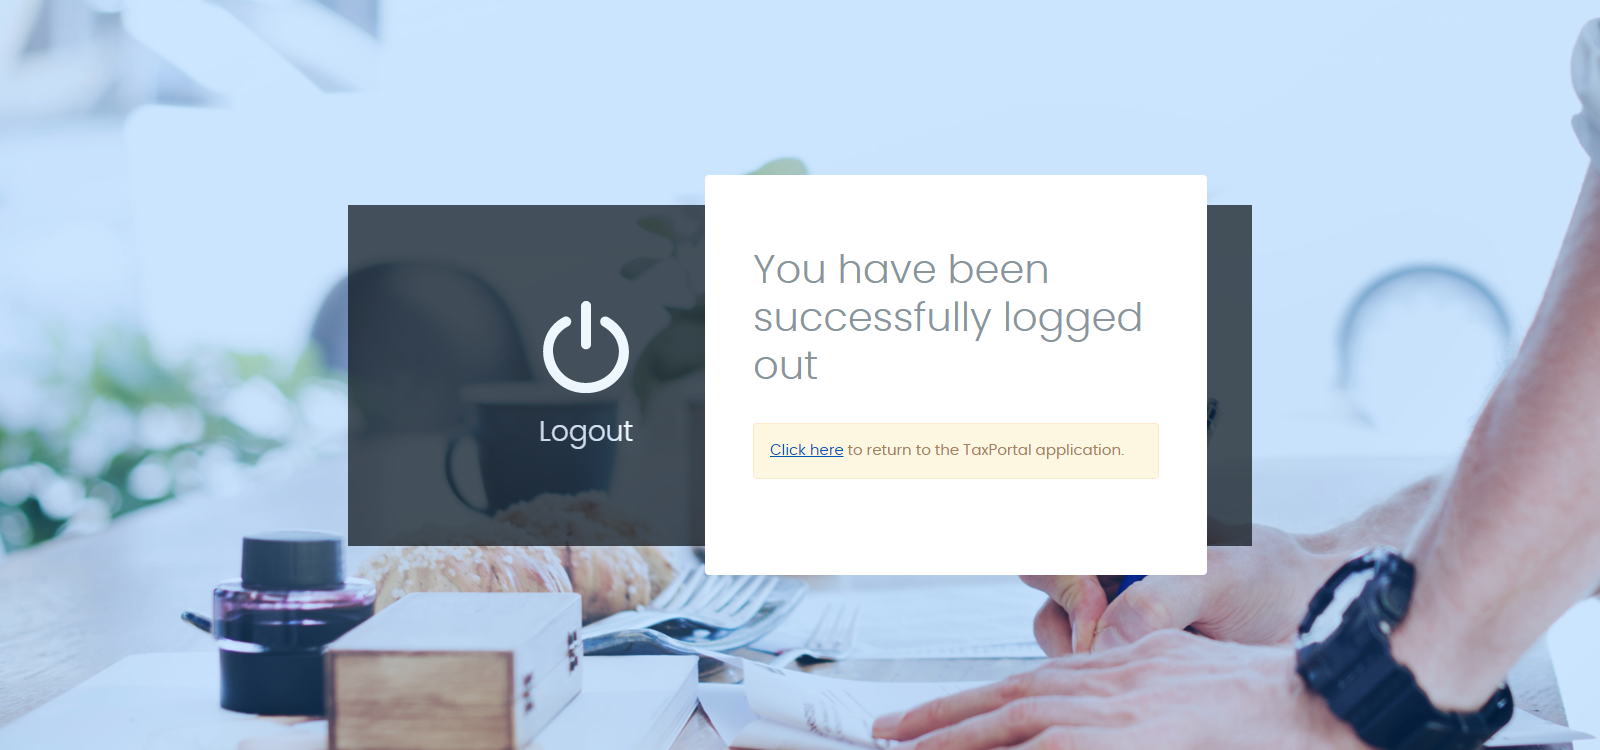 Logout
You have been
successfully logged
out
Click here to return to the TaxPortal application.